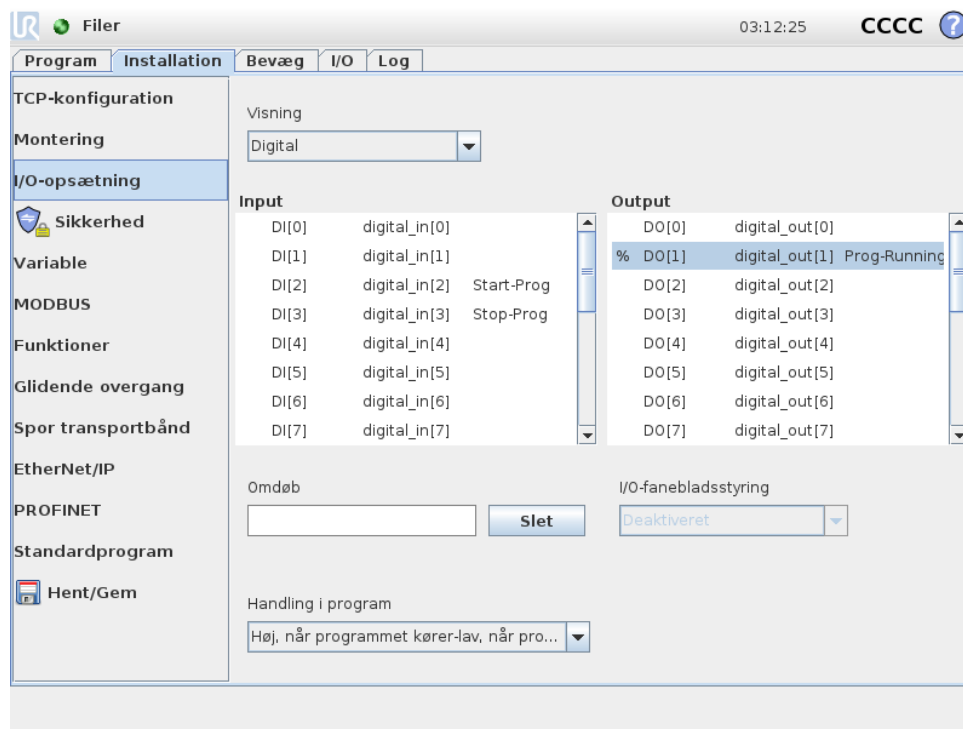 UR Filer 03:12:25 CCCC ?
Program Installation Bevæg I/O Log
TCP-konfiguration
Montering
I/O-opsætning
Sikkerhed
Variable
MODBUS
Funktioner
Glidende overgang
Spor transportbånd
EtherNet/IP
PROFINET
Standardprogram
Hent/Gem
Visning
Digital
Input
DI[0] digital_in[0]
DI[1] digital_in[1]
DI[2] digital_in[2] Start-Prog
DI[3] digital_in[3] Stop-Prog
DI[4] digital_in[4]
DI[5] digital_in[5]
DI[6] digital_in[6]
DI[7] digital_in[7]
Output
DO[0] digital_out[0]
% DO[1] digital_out[1] Prog-Running
DO[2] digital_out[2]
DO[3] digital_out[3]
DO[4] digital_out[4]
DO[5] digital_out[5]
DO[6] digital_out[6]
DO[7] digital_out[7]
Omdøb
Slet
I/O-fanebladsstyring
Deaktiveret
Handling i program
Høj, når programmet kører-lav, når pro...